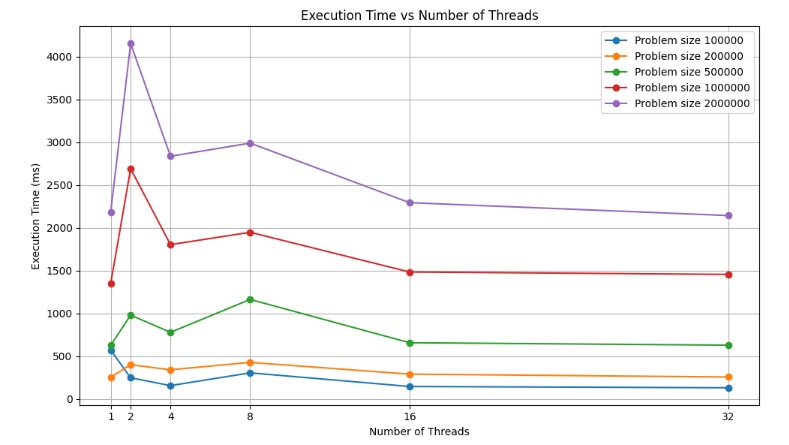 Execution Time vs Number of Threads
Problem size 100000
Problem size 200000
Problem size 500000
Problem size 1000000
Problem size 2000000
Execution Time (ms)
4000
3500
3000
2500
2000
1500
1000
500
0
1 2 4 8 16 32
Number of Threads